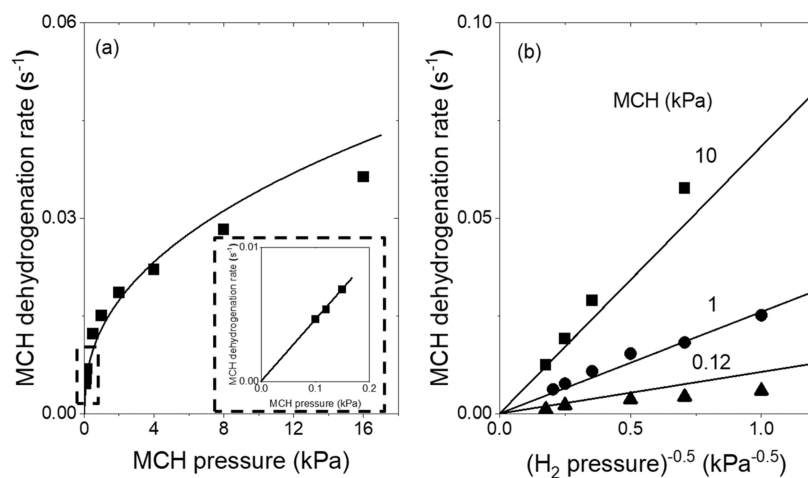 (a)
0.06
0.03
0.00
MCH dehydrogenation rate (s⁻¹)
0 4 8 12 16
MCH pressure (kPa)
0.01
0.00
MCH dehydrogenation rate (s⁻¹)
0.0 0.1 0.2
MCH pressure (kPa)
(b)
0.10
0.05
0.00
MCH dehydrogenation rate (s⁻¹)
MCH (kPa)
10
1
0.12
0.0 0.5 1.0
(H₂ pressure)⁻⁰·⁵ (kPa⁻⁰·⁵)